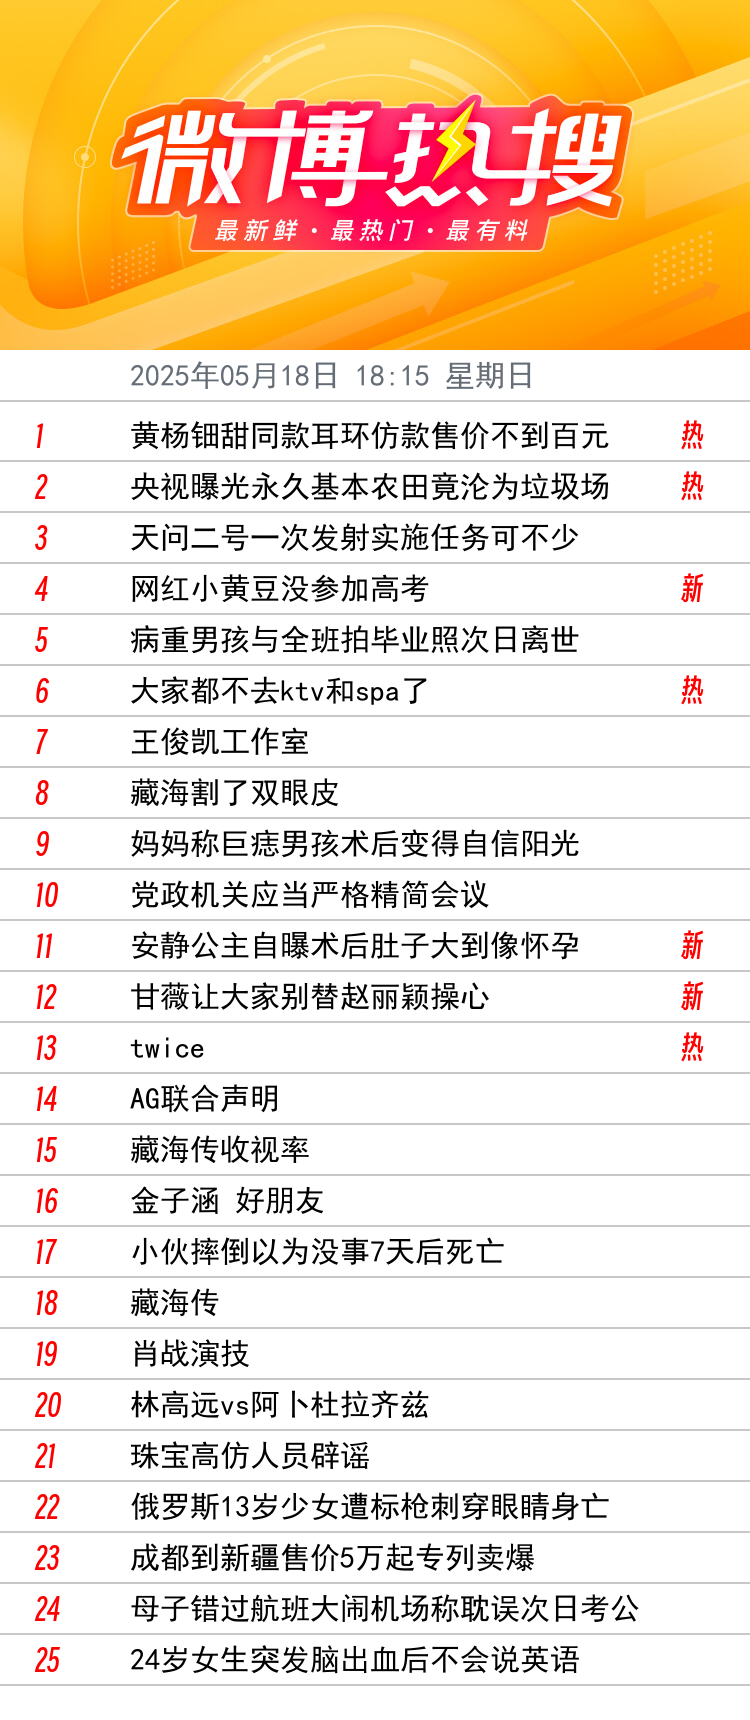 微博热搜
最新鲜·最热门·最有料
2025年05月18日 18:15 星期日
1 黄杨钿甜同款耳环仿款售价不到百元 热
2 央视曝光永久基本农田竟沦为垃圾场 热
3 天问二号一次发射实施任务可不少
4 网红小黄豆没参加高考 新
5 病重男孩与全班拍毕业照次日离世
6 大家都不去ktv和spa了 热
7 王俊凯工作室
8 藏海割了双眼皮
9 妈妈称巨痣男孩术后变得自信阳光
10 党政机关应当严格精简会议
11 安静公主自曝术后肚子大到像怀孕 新
12 甘薇让大家别替赵丽颖操心 新
13 twice 热
14 AG联合声明
15 藏海传收视率
16 金子涵 好朋友
17 小伙摔倒以为没事7天后死亡
18 藏海传
19 肖战演技
20 林高远vs阿卜杜拉齐兹
21 珠宝高仿人员辟谣
22 俄罗斯13岁少女遭标枪刺穿眼睛身亡
23 成都到新疆售价5万起专列卖爆
24 母子错过航班大闹机场称耽误次日考公
25 24岁女生突发脑出血后不会说英语